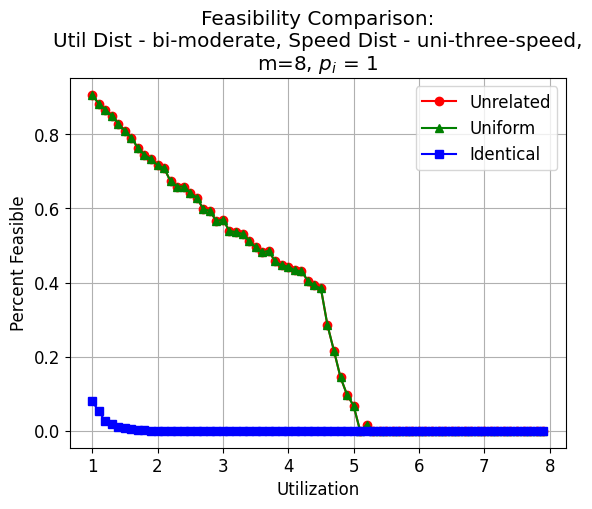 Feasibility Comparison:
Util Dist - bi-moderate, Speed Dist - uni-three-speed,
m=8, p_i = 1
Unrelated
Uniform
Identical
Percent Feasible
0.8
0.6
0.4
0.2
0.0
1 2 3 4 5 6 7 8
Utilization